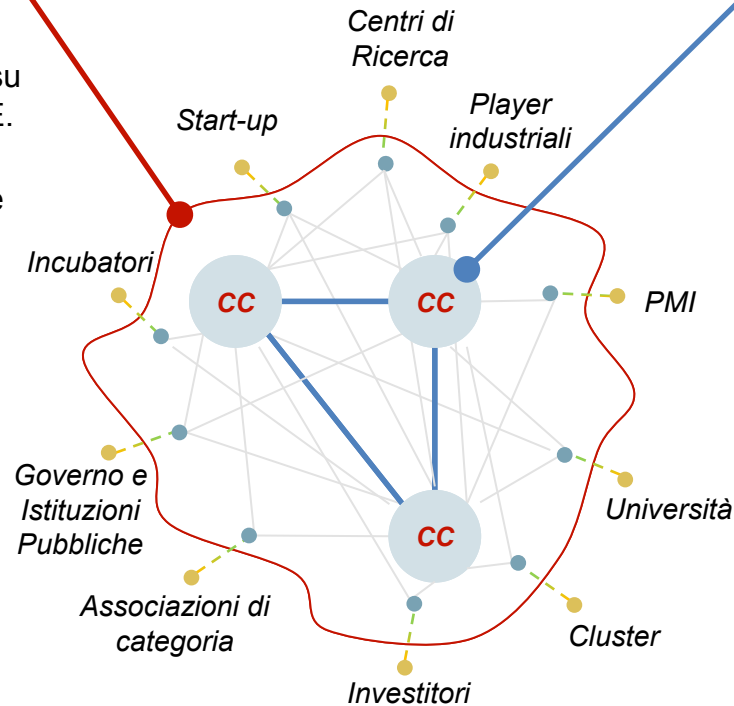 Centri di
Ricerca
su
E.
e
Start-up
Player
industriali
Incubatori
CC
CC
PMI
Governo e
Istituzioni
Pubbliche
Università
CC
Associazioni di
categoria
Cluster
Investitori